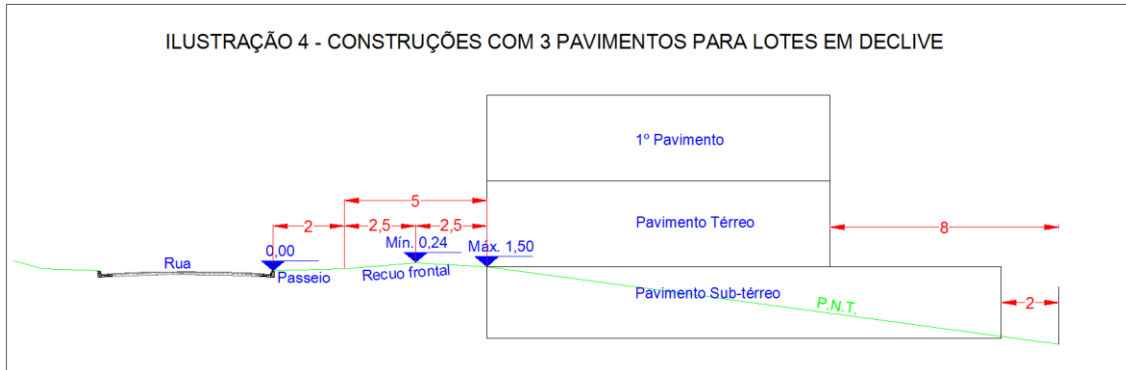 ILUSTRAÇÃO 4 - CONSTRUÇÕES COM 3 PAVIMENTOS PARA LOTES EM DECLIVE
1º Pavimento
5
2
2,5
2,5
Pavimento Térreo
8
0,00
Mín. 0,24
Máx. 1,50
Rua
Passeio
Recuo frontal
Pavimento Sub-térreo
P.N.T.
2